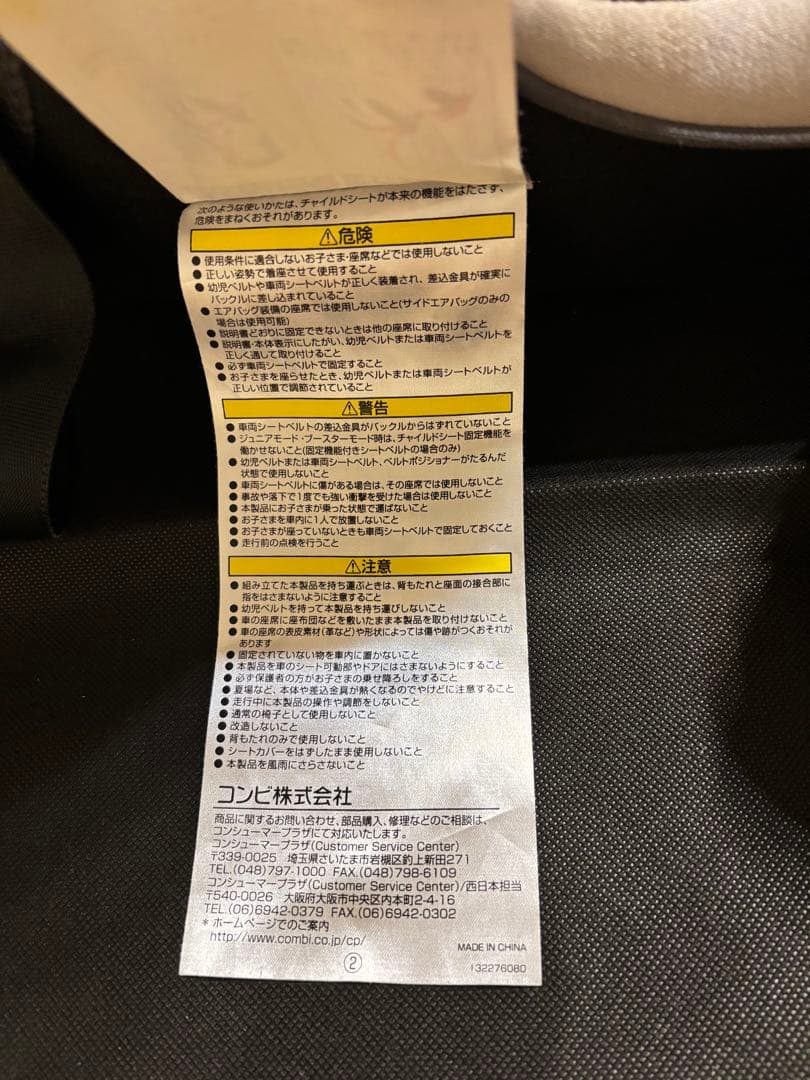 次のような使いかたは、チャイルドシートが本来の機能をはたさず、
危険をまねくおそれがあります。
⚠危険
● 使用条件に適合しないお子さま・座席などでは使用しないこと
● 正しい姿勢で着座させて使用すること
● 幼児ベルトや車両シートベルトが正しく装着され、差込金具が確実に
バックルに差し込まれていること
● エアバッグ装備の座席では使用しないこと(サイドエアバッグのみの
場合は使用可能)
● 説明書どおりに固定できないときは他の座席に取り付けること
● 説明書・本体表示にしたがい、幼児ベルトまたは車両シートベルトを
正しく通して取り付けること
● 必ず車両シートベルトで固定すること
● お子さまを座らせたとき、幼児ベルトまたは車両シートベルトが
正しい位置で調節されていること
⚠警告
● 車両シートベルトの差込金具がバックルからはずれていないこと
● ジュニアモード・ブースターモード時は、チャイルドシート固定機能を
働かせないこと(固定機能付きシートベルトの場合のみ)
● 幼児ベルトまたは車両シートベルト、ベルトポジショナーがたるんだ
状態で使用しないこと
● 車両シートベルトに傷がある場合は、その座席では使用しないこと
● 事故や落下で1度でも強い衝撃を受けた場合は使用しないこと
● 本製品にお子さまが乗った状態で運ばないこと
● お子さまを車内に1人で放置しないこと
● お子さまが座っていないときも車両シートベルトで固定しておくこと
● 走行前の点検を行うこと
⚠注意
● 組み立てた本製品を持ち運ぶときは、背もたれと座面の接合部に
指をはさまないように注意すること
● 幼児ベルトを持って本製品を持ち運びしないこと
● 車の座席に座布団などを敷いたまま本製品を取り付けないこと
● 車の座席の表皮素材(革など)や形状によっては傷や跡がつくおそれが
あります
● 固定されていない物を車内に置かないこと
● 本製品を車のシート可動部やドアにはさまないようにすること
● 必ず保護者の方がお子さまの乗せ降ろしをすること
● 夏場など、本体や差込金具が熱くなるのでやけどに注意すること
● 走行中に本製品の操作や調節をしないこと
● 通常の椅子として使用しないこと
● 改造しないこと
● 背もたれのみで使用しないこと
● シートカバーをはずしたまま使用しないこと
● 本製品を風雨にさらさないこと
コンビ株式会社
商品に関するお問い合わせ、部品購入、修理などのご相談は、
コンシューマープラザにて対応いたします。
コンシューマープラザ(Customer Service Center)
〒339-0025 埼玉県さいたま市岩槻区釣上新田271
TEL.(048)797-1000 FAX.(048)798-6109
コンシューマープラザ(Customer Service Center)/西日本担当
〒540-0026 大阪府大阪市中央区内本町2-4-16
TEL.(06)6942-0379 FAX.(06)6942-0302
* ホームページでのご案内
http://www.combi.co.jp/cp/
MADE IN CHINA
②
132276080